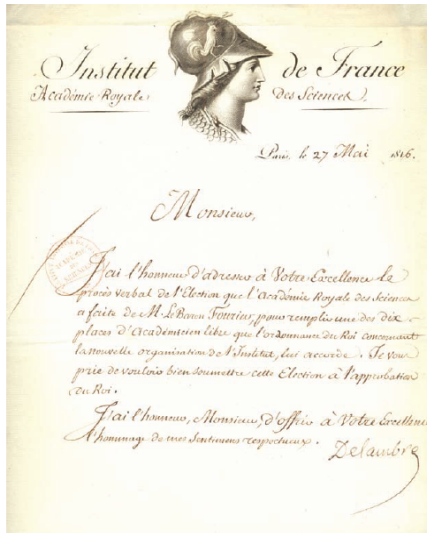 Institut de France
Académie Royale des Sciences.
Paris, le 27 Mai 1816.
Monsieur,
J'ai l'honneur d'adresser à Votre Excellence le
procès verbal de l'Election que l'Académie Royale des Sciences
a faite de M. Le Baron Fourier, pour remplir une des dix
places d'Académicien libre que l'ordonnance du Roi concernant
la nouvelle organisation de l'Institut, lui accorde. Je vous
prie de vouloir bien soumettre cette Election à l'approbation
du Roi.
J'ai l'honneur, Monsieur, d'offrir à Votre Excellence
l'hommage de mes sentimens respectueux.
Delambre